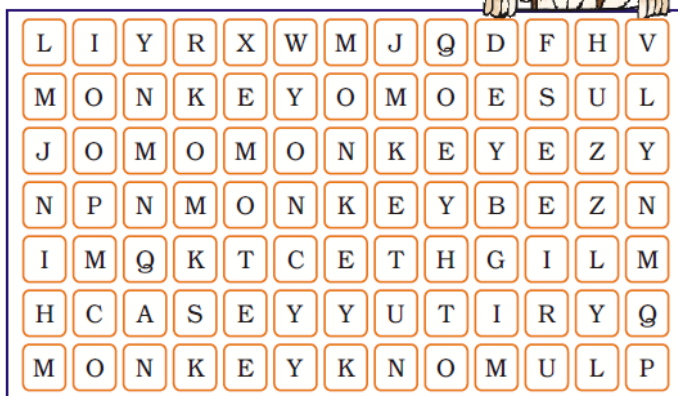 L I Y R X W M J Q D F H V
M O N K E Y O M O E S U L
J O M O M O N K E Y E Z Y
N P N M O N K E Y B E Z N
I M Q K T C E T H G I L M
H C A S E Y Y U T I R Y Q
M O N K E Y K N O M U L P